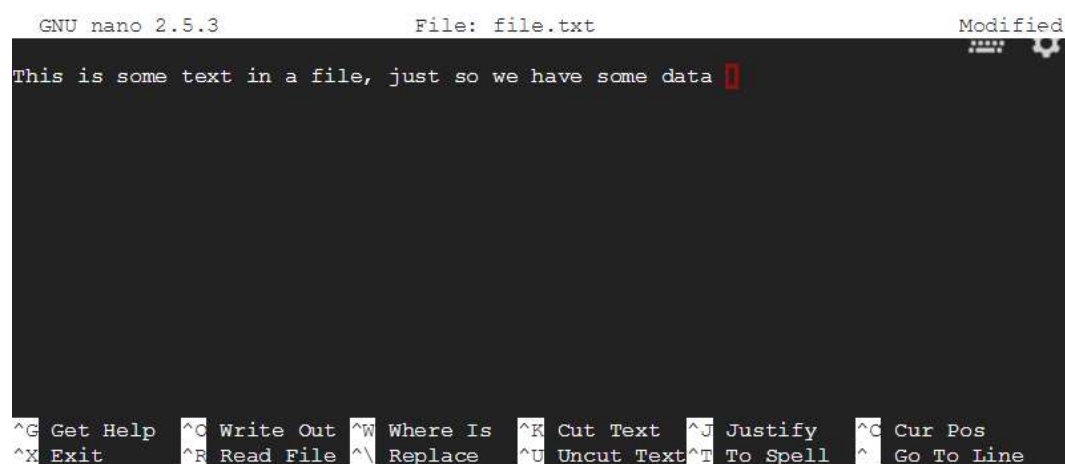 GNU nano 2.5.3 File: file.txt Modified
This is some text in a file, just so we have some data
^G Get Help ^O Write Out ^W Where Is ^K Cut Text ^J Justify ^C Cur Pos
^X Exit ^R Read File ^\ Replace ^U Uncut Text ^T To Spell ^ Go To Line